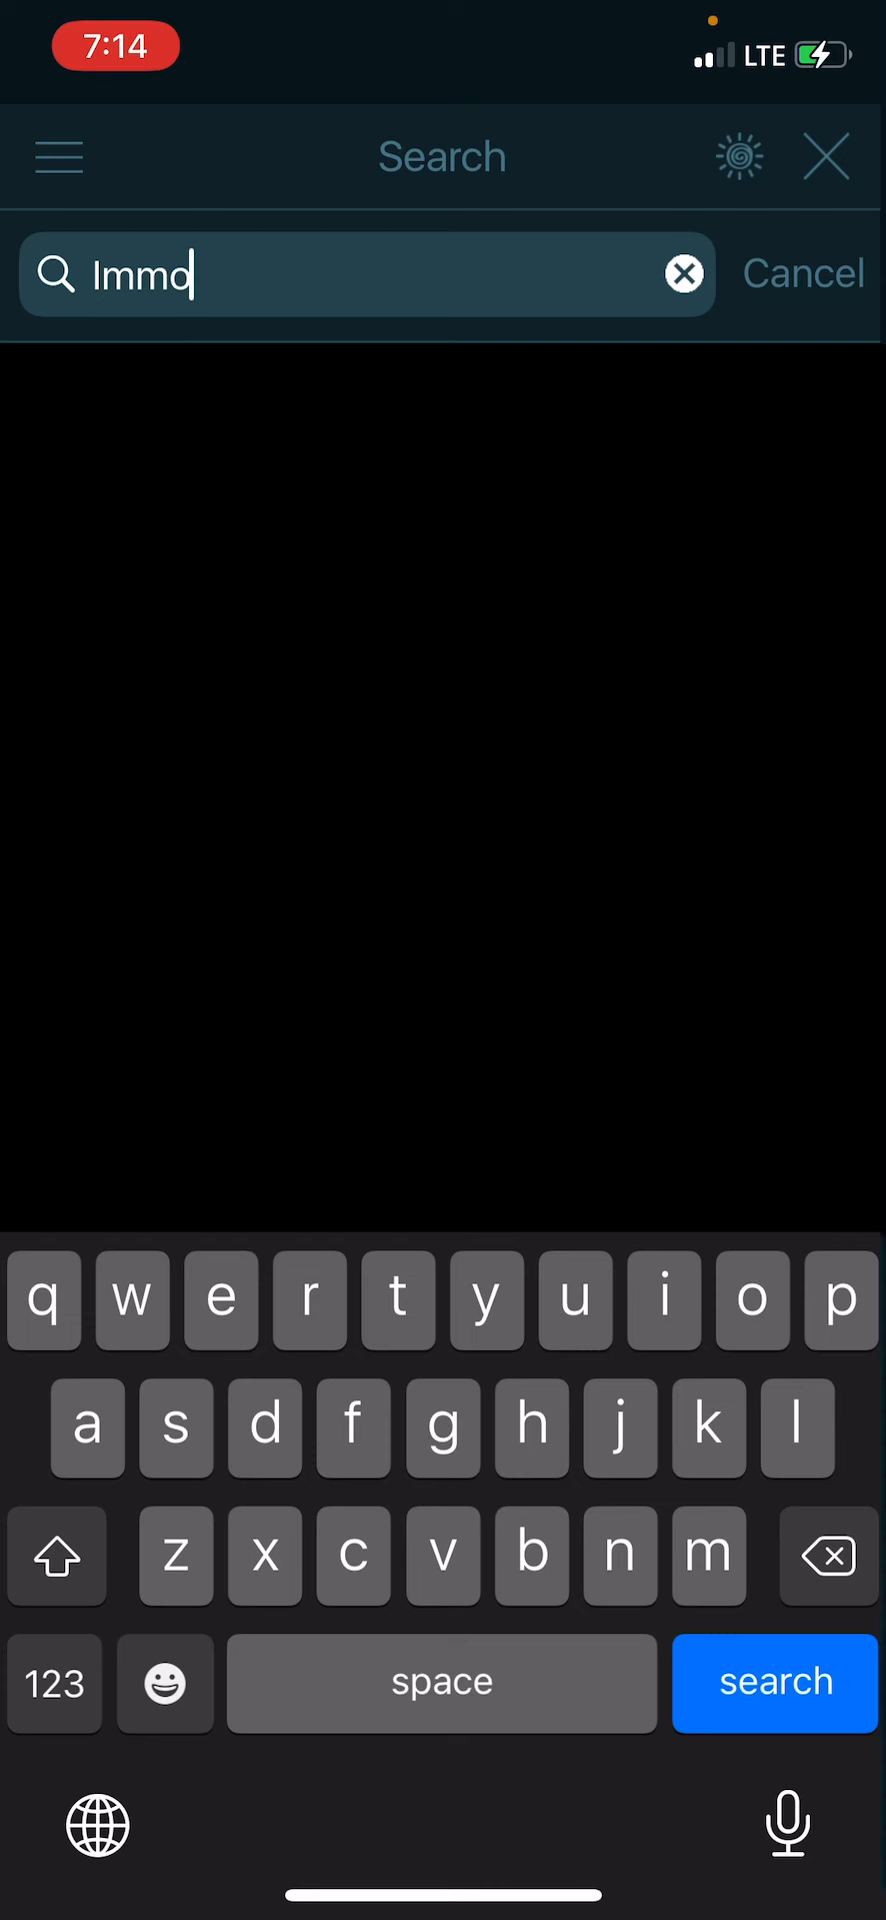 7:14
LTE
Search
Immo
Cancel
q w e r t y u i o p
a s d f g h j k l
z x c v b n m
123 space search